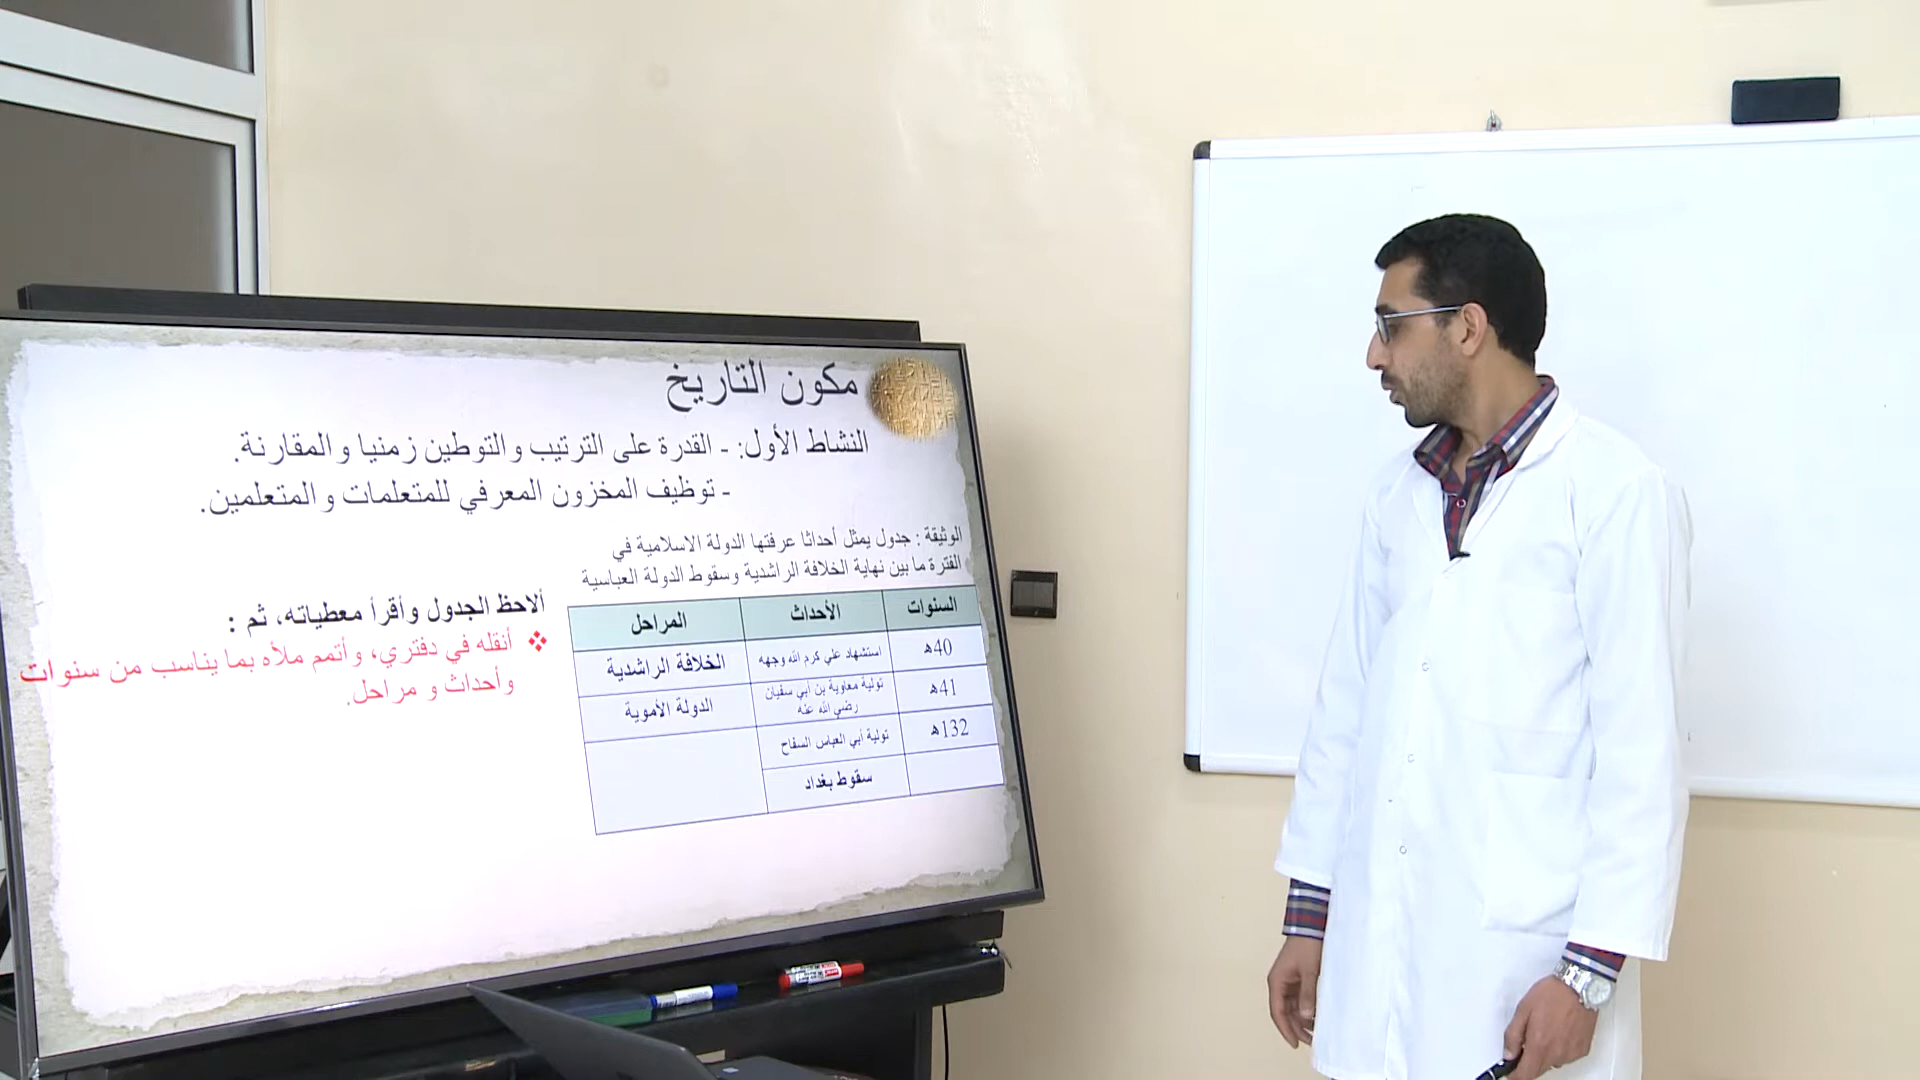 مكون التاريخ
النشاط الأول: - القدرة على الترتيب والتوطين زمنيا والمقارنة.
- توظيف المخزون المعرفي للمتعلمات والمتعلمين.
الوثيقة : جدول يمثل أحداثا عرفتها الدولة الاسلامية في
الفترة ما بين نهاية الخلافة الراشدية وسقوط الدولة العباسية
السنوات الأحداث المراحل
40ه استشهاد علي كرم الله وجهه الخلافة الراشدية
41ه تولية معاوية بن أبي سفيان
رضي الله عنه الدولة الأموية
132ه تولية أبي العباس السفاح
سقوط بغداد
ألاحظ الجدول وأقرأ معطياته، ثم :
أنقله في دفتري، وأتمم ملأه بما يناسب من سنوات
وأحداث و مراحل.